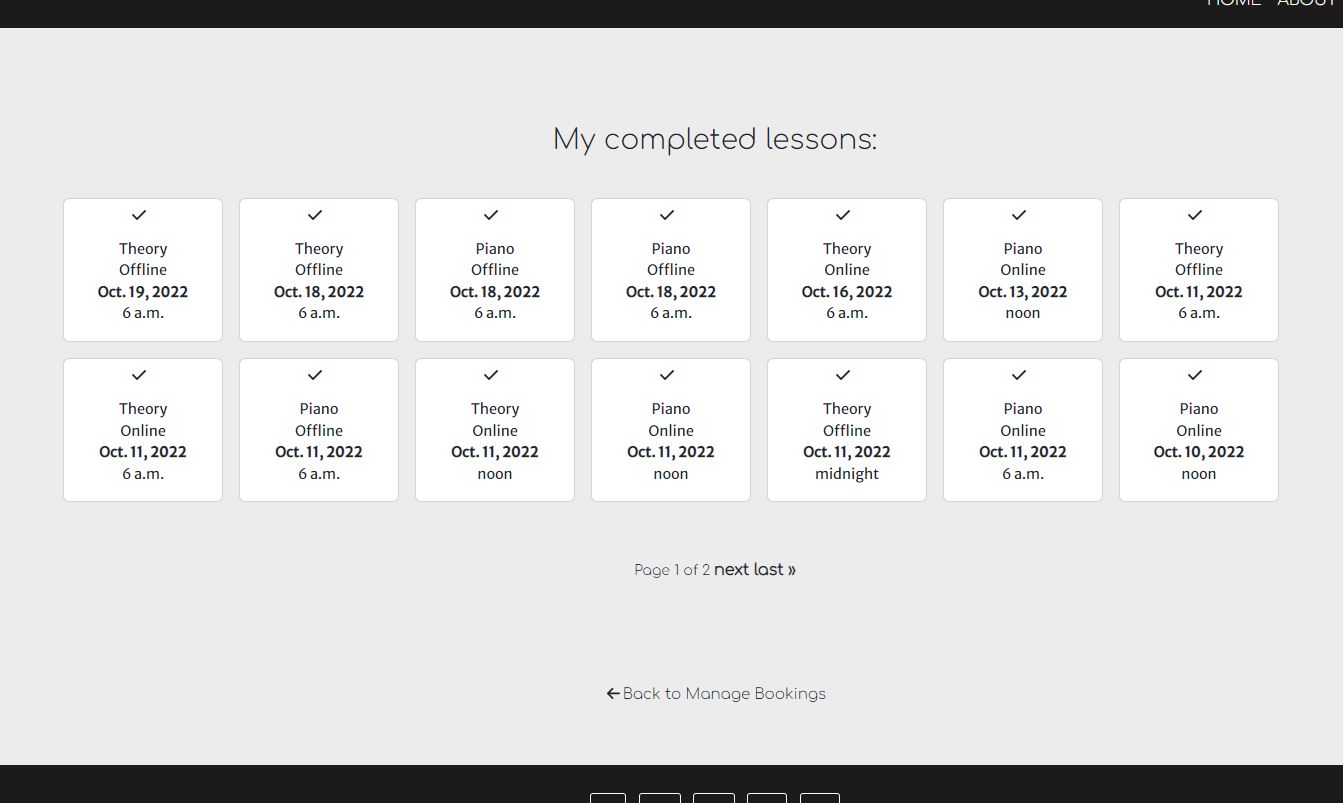 HOME ABOUT
My completed lessons:
Theory
Offline
Oct. 19, 2022
6 a.m.
Theory
Offline
Oct. 18, 2022
6 a.m.
Piano
Offline
Oct. 18, 2022
6 a.m.
Piano
Offline
Oct. 18, 2022
6 a.m.
Theory
Online
Oct. 16, 2022
6 a.m.
Piano
Online
Oct. 13, 2022
noon
Theory
Offline
Oct. 11, 2022
6 a.m.
Theory
Online
Oct. 11, 2022
6 a.m.
Piano
Offline
Oct. 11, 2022
6 a.m.
Theory
Online
Oct. 11, 2022
noon
Piano
Online
Oct. 11, 2022
noon
Theory
Offline
Oct. 11, 2022
midnight
Piano
Online
Oct. 11, 2022
6 a.m.
Piano
Online
Oct. 10, 2022
noon
Page 1 of 2 next last »
Back to Manage Bookings